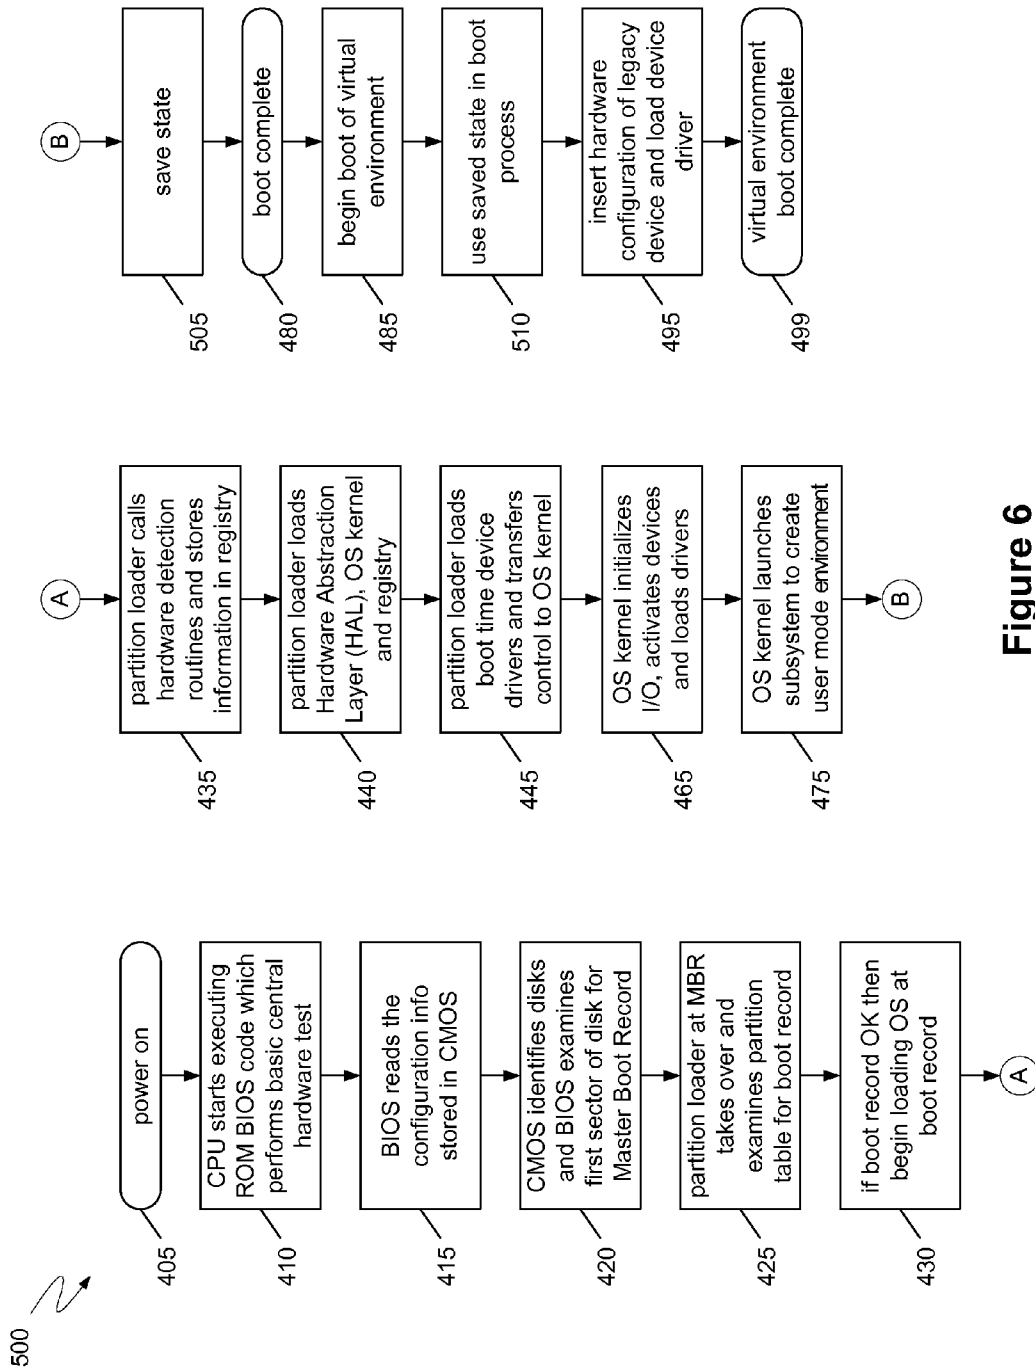 500
405
power on
410
CPU starts executing
ROM BIOS code which
performs basic central
hardware test
415
BIOS reads the
configuration info
stored in CMOS
420
CMOS identifies disks
and BIOS examines
first sector of disk for
Master Boot Record
425
partition loader at MBR
takes over and
examines partition
table for boot record
430
if boot record OK then
begin loading OS at
boot record
A
A
435
partition loader calls
hardware detection
routines and stores
information in registry
440
partition loader loads
Hardware Abstraction
Layer (HAL), OS kernel
and registry
445
partition loader loads
boot time device
drivers and transfers
control to OS kernel
465
OS kernel initializes
I/O, activates devices
and loads drivers
475
OS kernel launches
subsystem to create
user mode environment
B
B
505
save state
480
boot complete
485
begin boot of virtual
environment
510
use saved state in boot
process
495
insert hardware
configuration of legacy
device and load device
driver
499
virtual environment
boot complete
Figure 6